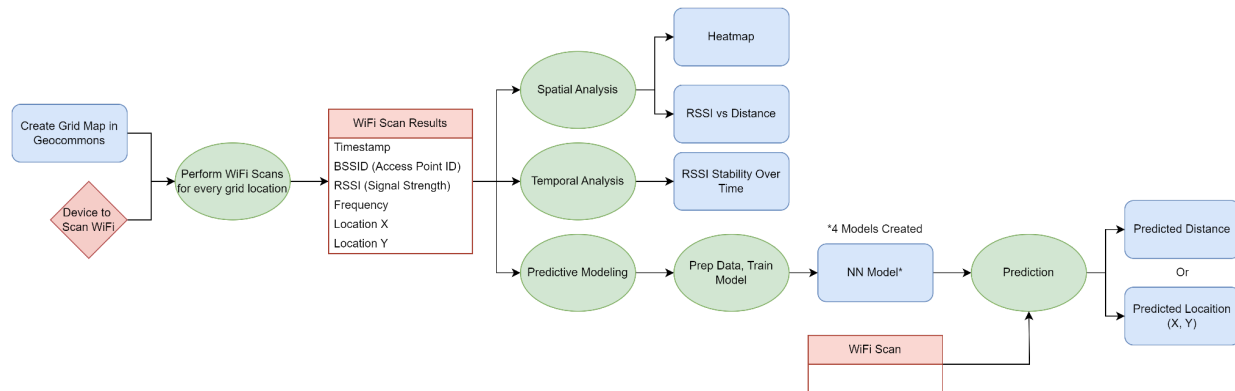 Create Grid Map in
Geocommons
Device to
Scan WiFi
Perform WiFi Scans
for every grid location
WiFi Scan Results
Timestamp
BSSID (Access Point ID)
RSSI (Signal Strength)
Frequency
Location X
Location Y
Spatial Analysis
Heatmap
RSSI vs Distance
Temporal Analysis
RSSI Stability Over
Time
Predictive Modeling
Prep Data, Train
Model
*4 Models Created
NN Model*
WiFi Scan
Prediction
Predicted Distance
Or
Predicted Locaition
(X, Y)